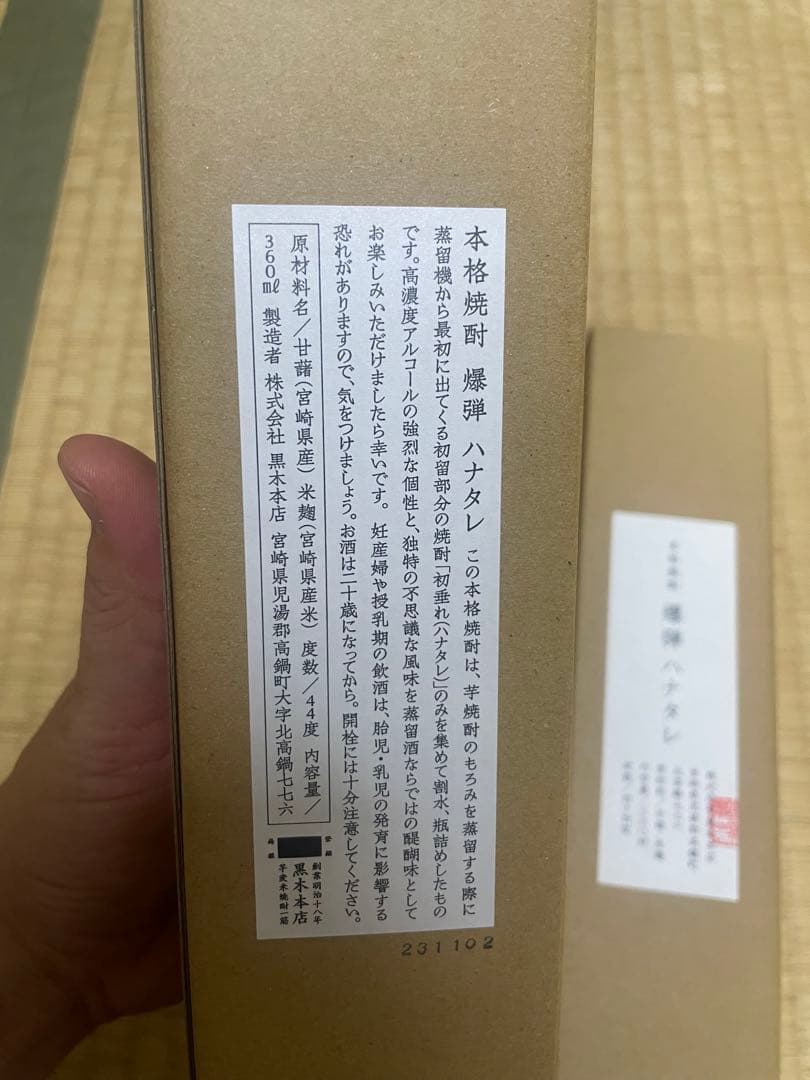 本格焼酎 爆弾 ハナタレ この本格焼酎は、芋焼酎のもろみを蒸留する際に
蒸留機から最初に出てくる初留部分の焼酎「初垂れ(ハナタレ)」のみを集めて割水、瓶詰めしたもの
です。高濃度アルコールの強烈な個性と、独特の不思議な風味を蒸留酒ならではの醍醐味として
お楽しみいただけましたら幸いです。 妊産婦や授乳期の飲酒は、胎児・乳児の発育に影響する
恐れがありますので、気をつけましょう。お酒は二十歳になってから。開栓には十分注意してください。
原材料名/甘藷(宮崎県産)米麹(宮崎県産米) 度数/44度 内容量/
360㎖ 製造者 株式会社 黒木本店 宮崎県児湯郡高鍋町大字北高鍋七七六
登録
商標
創業明治十八年
黒木本店
芋麦米焼酎一筋
231102
爆弾 ハナタレ